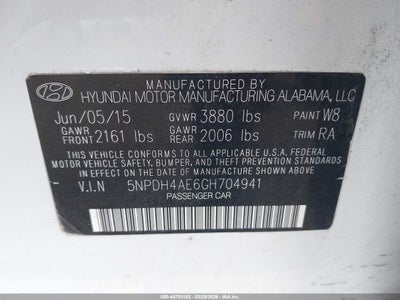 MANUFACTURED BY
HYUNDAI MOTOR MANUFACTURING ALABAMA, LLC
Jun/05/15 GVWR 3880 lbs PAINT W8
GAWR FRONT 2161 lbs GAWR REAR 2006 lbs TRIM RA
THIS VEHICLE CONFORMS TO ALL APPLICABLE U.S. FEDERAL MOTOR
VEHICLE SAFETY, BUMPER, AND THEFT PREVENTION STANDARDS
IN EFFECT ON THE DATE OF MANUFACTURE SHOWN ABOVE.
V.I.N 5NPDH4AE6GH704941
PASSENGER CAR